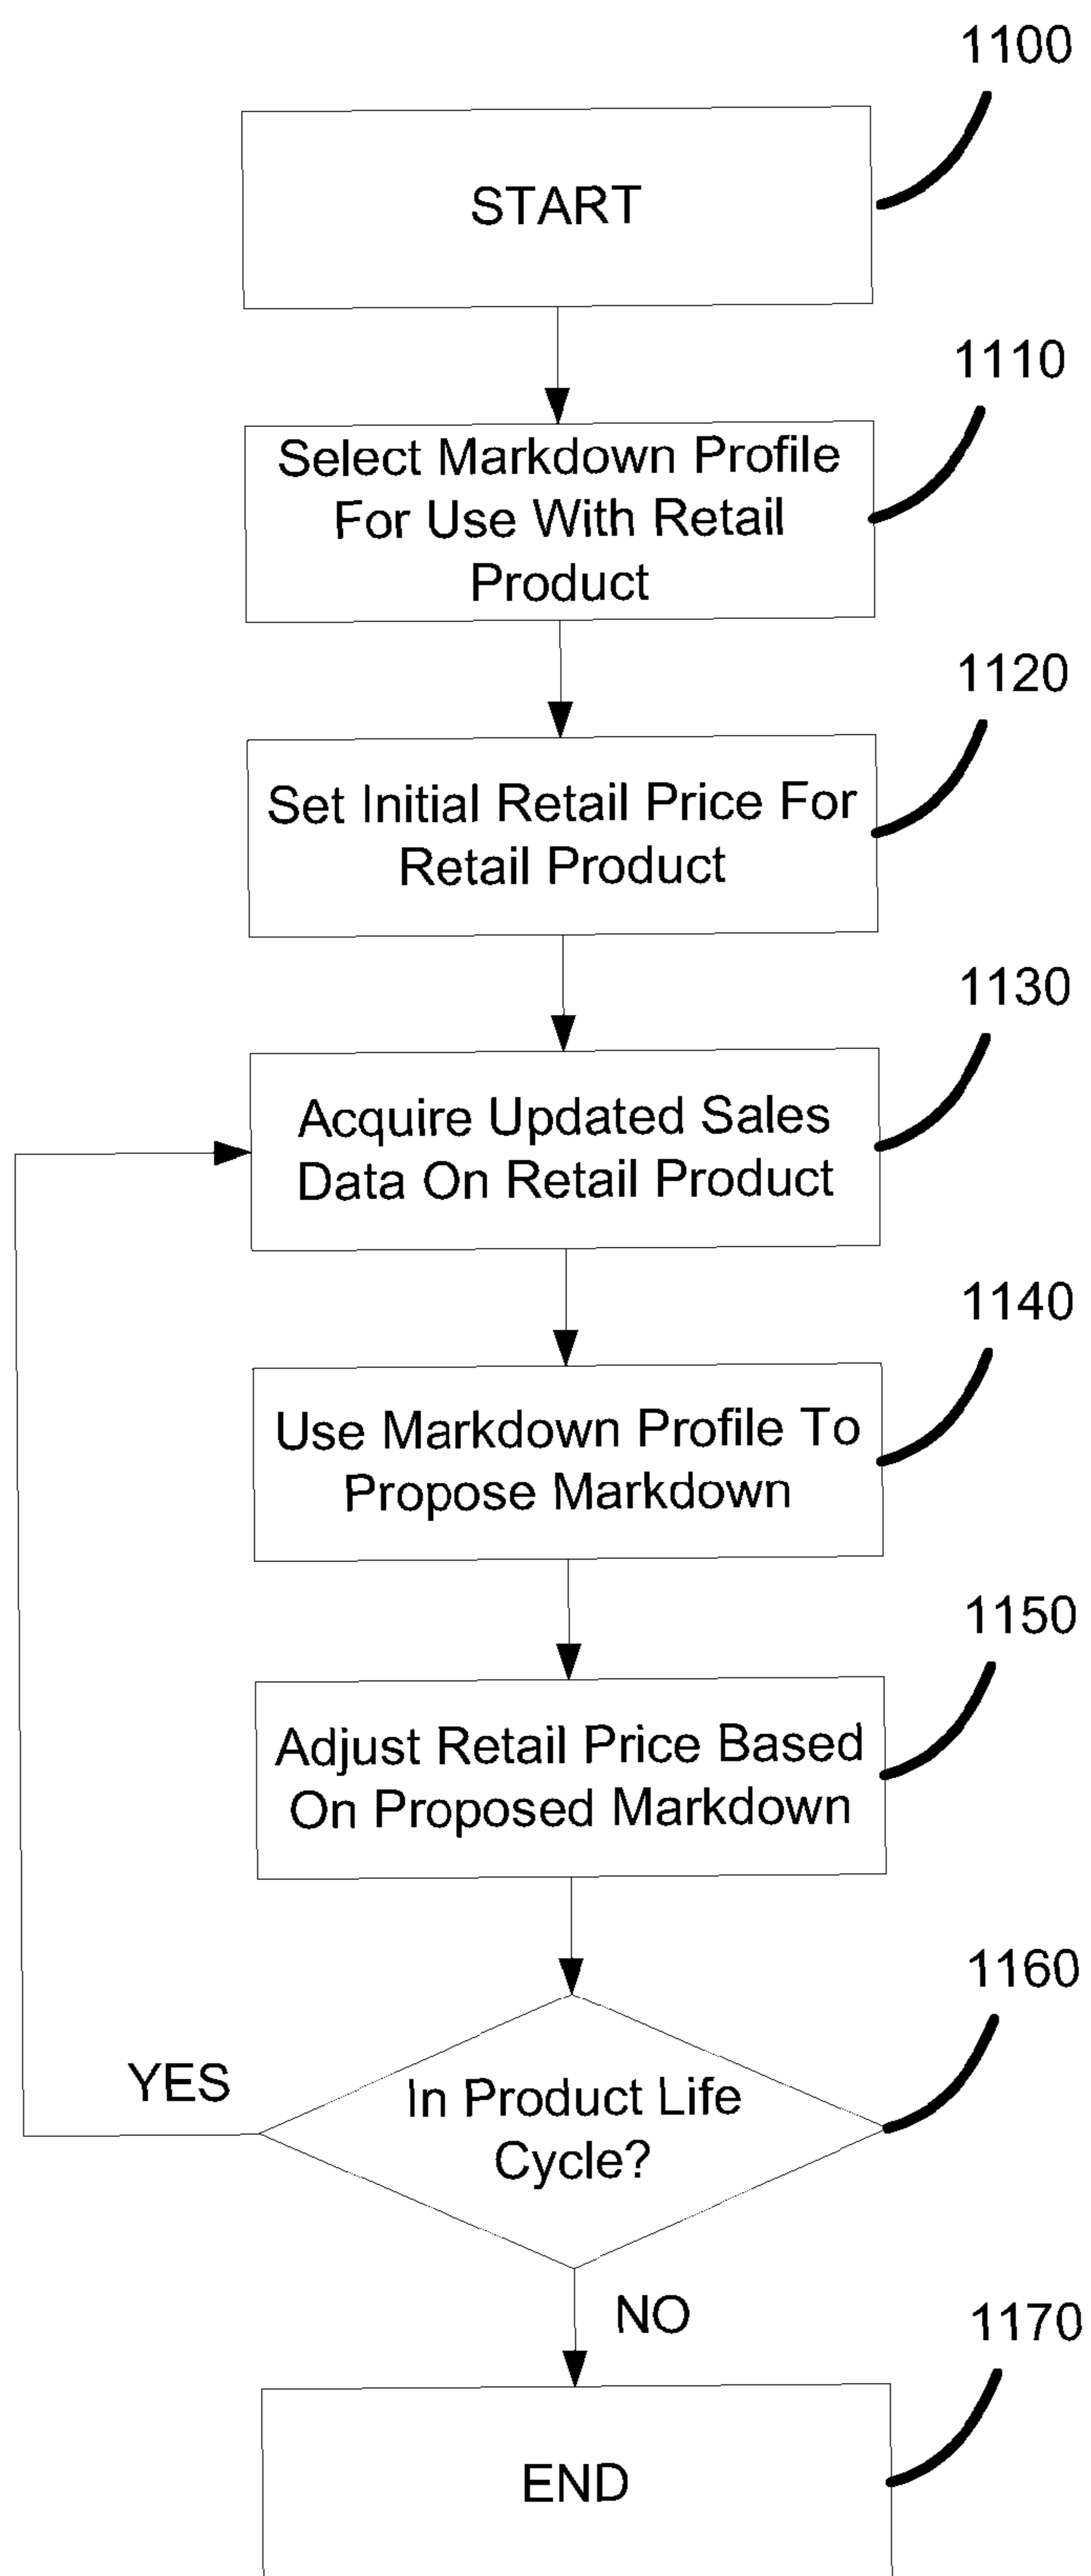 1100
START
1110
Select Markdown Profile
For Use With Retail
Product
1120
Set Initial Retail Price For
Retail Product
1130
Acquire Updated Sales
Data On Retail Product
1140
Use Markdown Profile To
Propose Markdown
1150
Adjust Retail Price Based
On Proposed Markdown
1160
YES
In Product Life
Cycle?
NO
1170
END